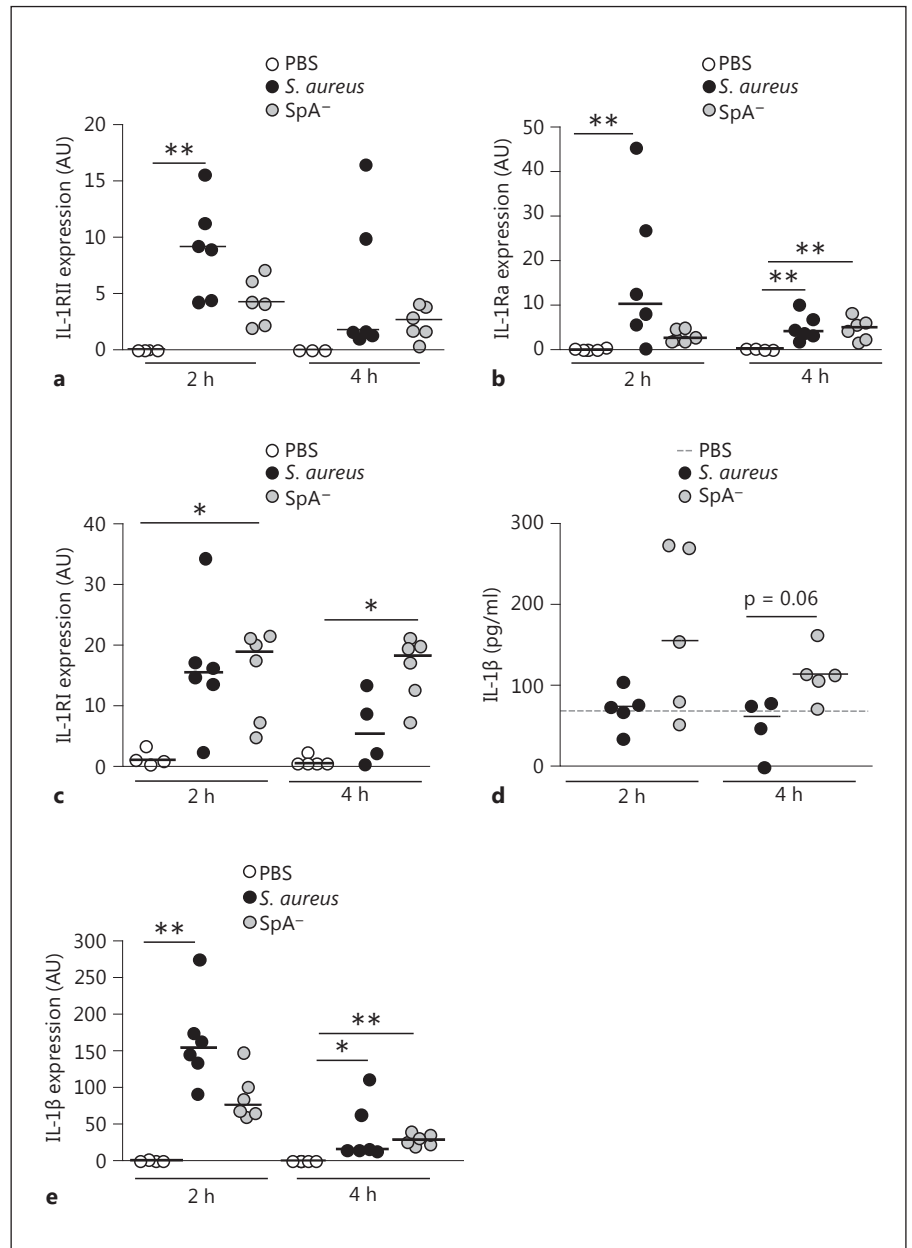 PBS
S. aureus
SpA⁻
IL-1RII expression (AU)
20
15
10
5
0
**
2 h
4 h
a
PBS
S. aureus
SpA⁻
IL-1Ra expression (AU)
50
40
30
20
10
0
**
**
**
2 h
4 h
b
PBS
S. aureus
SpA⁻
IL-1RI expression (AU)
40
30
20
10
0
*
*
2 h
4 h
c
PBS
S. aureus
SpA⁻
IL-1β (pg/ml)
300
200
100
0
p = 0.06
2 h
4 h
d
PBS
S. aureus
SpA⁻
IL-1β expression (AU)
300
250
200
150
100
50
0
**
**
*
2 h
4 h
e